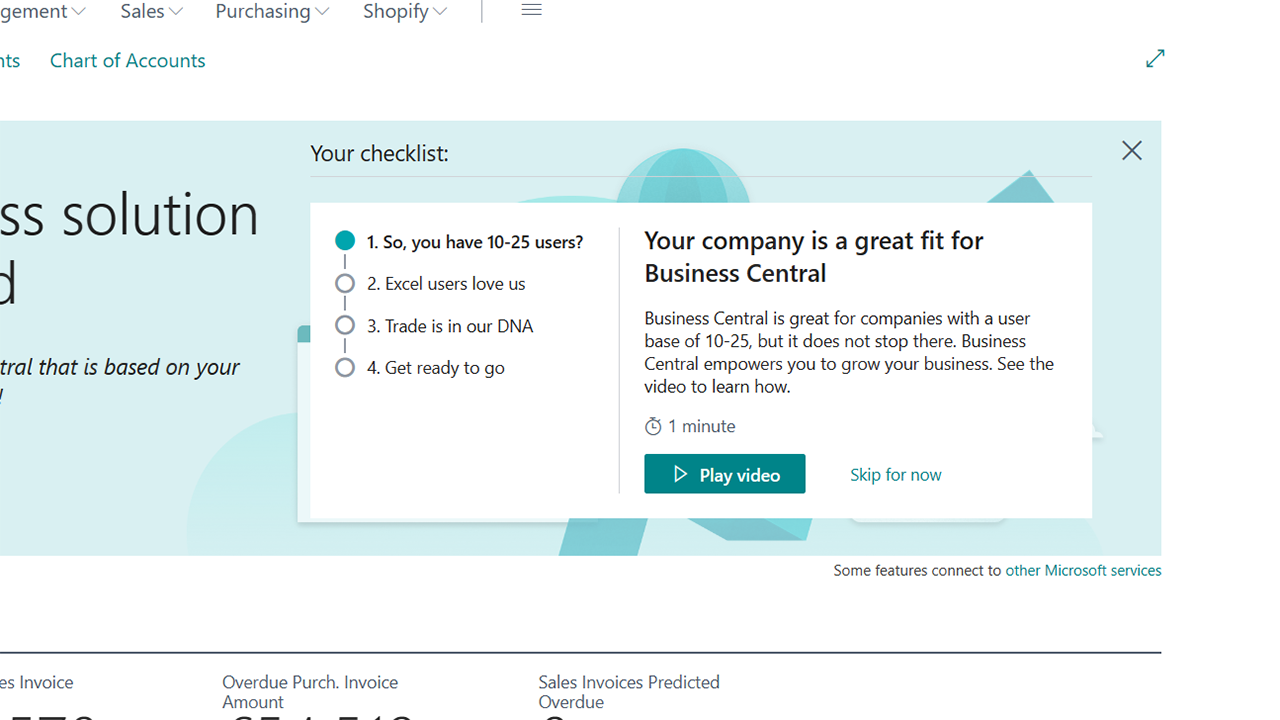 gement Sales Purchasing Shopify
nts Chart of Accounts
Your checklist:
ss solution
d
tral that is based on your
!
1. So, you have 10-25 users?
2. Excel users love us
3. Trade is in our DNA
4. Get ready to go
Your company is a great fit for
Business Central
Business Central is great for companies with a user
base of 10-25, but it does not stop there. Business
Central empowers you to grow your business. See the
video to learn how.
1 minute
Play video Skip for now
Some features connect to other Microsoft services
es Invoice
Overdue Purch. Invoice
Amount
Sales Invoices Predicted
Overdue